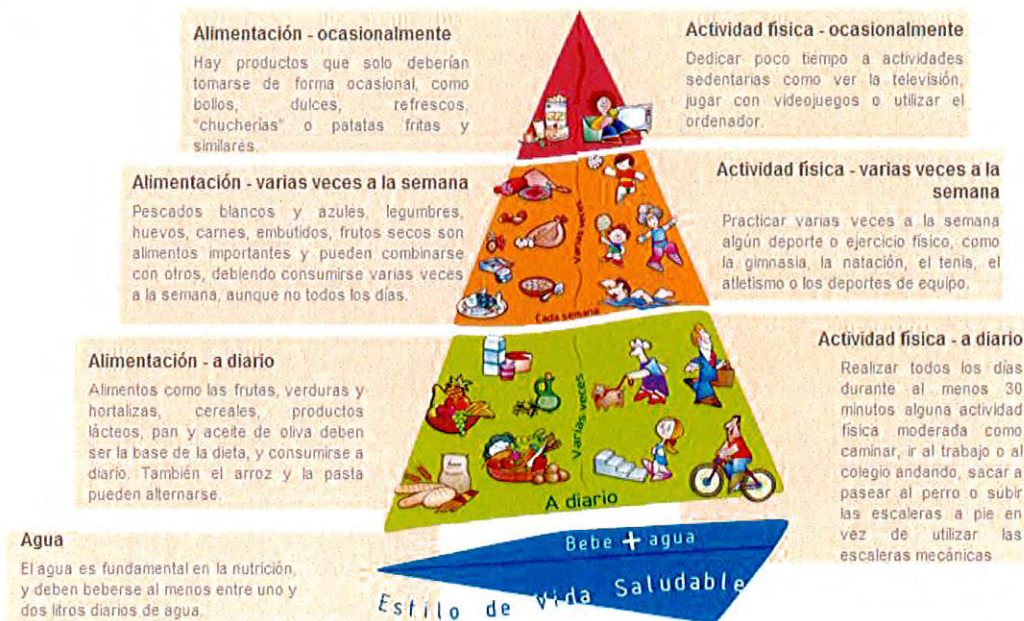 Alimentación - ocasionalmente
Hay productos que solo deberían
tomarse de forma ocasional, como
bollos, dulces, refrescos,
"chucherías" o patatas fritas y
similares.
Actividad física - ocasionalmente
Dedicar poco tiempo a actividades
sedentarias como ver la televisión,
jugar con videojuegos o utilizar el
ordenador.
Alimentación - varias veces a la semana
Pescados blancos y azules, legumbres,
huevos, carnes, embutidos, frutos secos son
alimentos importantes y pueden combinarse
con otros, debiendo consumirse varias veces
a la semana, aunque no todos los días.
varias veces
Cada semana
Actividad física - varias veces a la
semana
Practicar varias veces a la semana
algún deporte o ejercicio físico, como
la gimnasia, la natación, el tenis, el
atletismo o los deportes de equipo.
Alimentación - a diario
Alimentos como las frutas, verduras y
hortalizas, cereales, productos
lácteos, pan y aceite de oliva deben
ser la base de la dieta, y consumirse a
diario. También el arroz y la pasta
pueden alternarse.
Varias veces
A diario
Actividad física - a diario
Realizar todos los días
durante al menos 30
minutos alguna actividad
física moderada como
caminar, ir al trabajo o al
colegio andando, sacar a
pasear al perro o subir
las escaleras a pie en
vez de utilizar las
escaleras mecánicas
Agua
El agua es fundamental en la nutrición,
y deben beberse al menos entre uno y
dos litros diarios de agua.
Bebe + agua
Estilo de vida Saludable